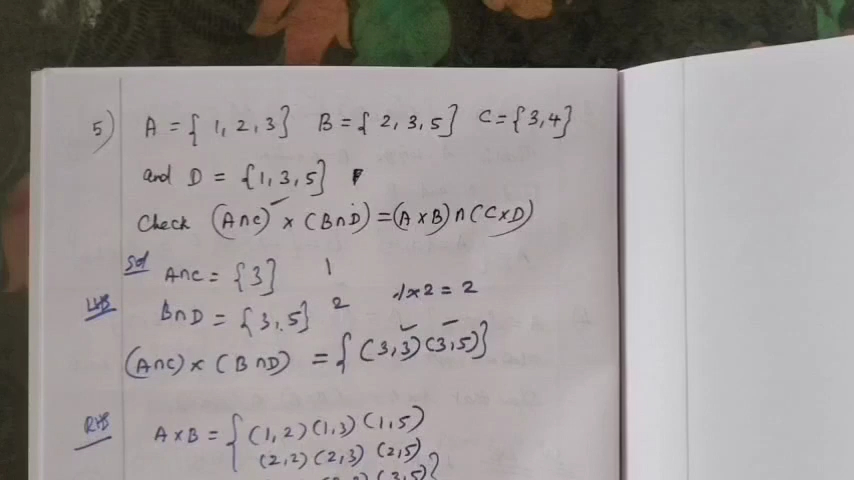 5) A = { 1, 2, 3 } B = { 2, 3, 5 } C = { 3, 4 }
and D = { 1, 3, 5 }
Check (A∩C) × (B∩D) = (A × B) ∩ (C × D)
Sol A∩C = { 3 } 1
LHS B∩D = { 3, 5 } 2 1 × 2 = 2
(A∩C) × (B∩D) = { (3, 3) (3, 5) }
RHS A × B = { (1, 2) (1, 3) (1, 5)
(2, 2) (2, 3) (2, 5)
(3, 5) }